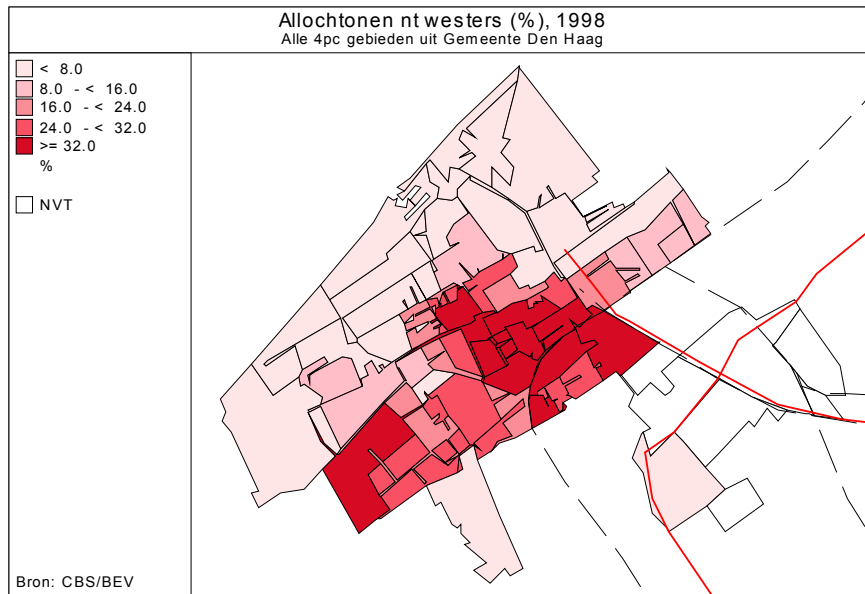 Allochtonen nt westers (%), 1998
Alle 4pc gebieden uit Gemeente Den Haag
< 8.0
8.0 - < 16.0
16.0 - < 24.0
24.0 - < 32.0
>= 32.0
%
NVT
Bron: CBS/BEV